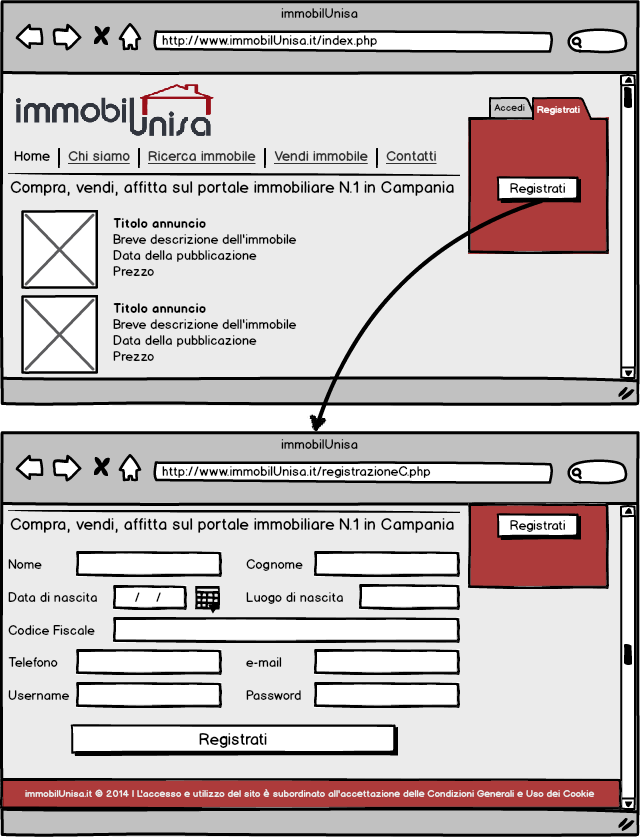 immobilUnisa
http://www.immobilUnisa.it/index.php
immobilUnisa
Accedi Registrati
Home Chi siamo Ricerca immobile Vendi immobile Contatti
Compra, vendi, affitta sul portale immobiliare N.1 in Campania
Registrati
Titolo annuncio
Breve descrizione dell'immobile
Data della pubblicazione
Prezzo
Titolo annuncio
Breve descrizione dell'immobile
Data della pubblicazione
Prezzo
immobilUnisa
http://www.immobilUnisa.it/registrazioneC.php
Compra, vendi, affitta sul portale immobiliare N.1 in Campania
Registrati
Nome Cognome
Data di nascita / / Luogo di nascita
Codice Fiscale
Telefono e-mail
Username Password
Registrati
immobilUnisa.it © 2014 | L'accesso e utilizzo del sito è subordinato all'accettazione delle Condizioni Generali e Uso dei Cookie